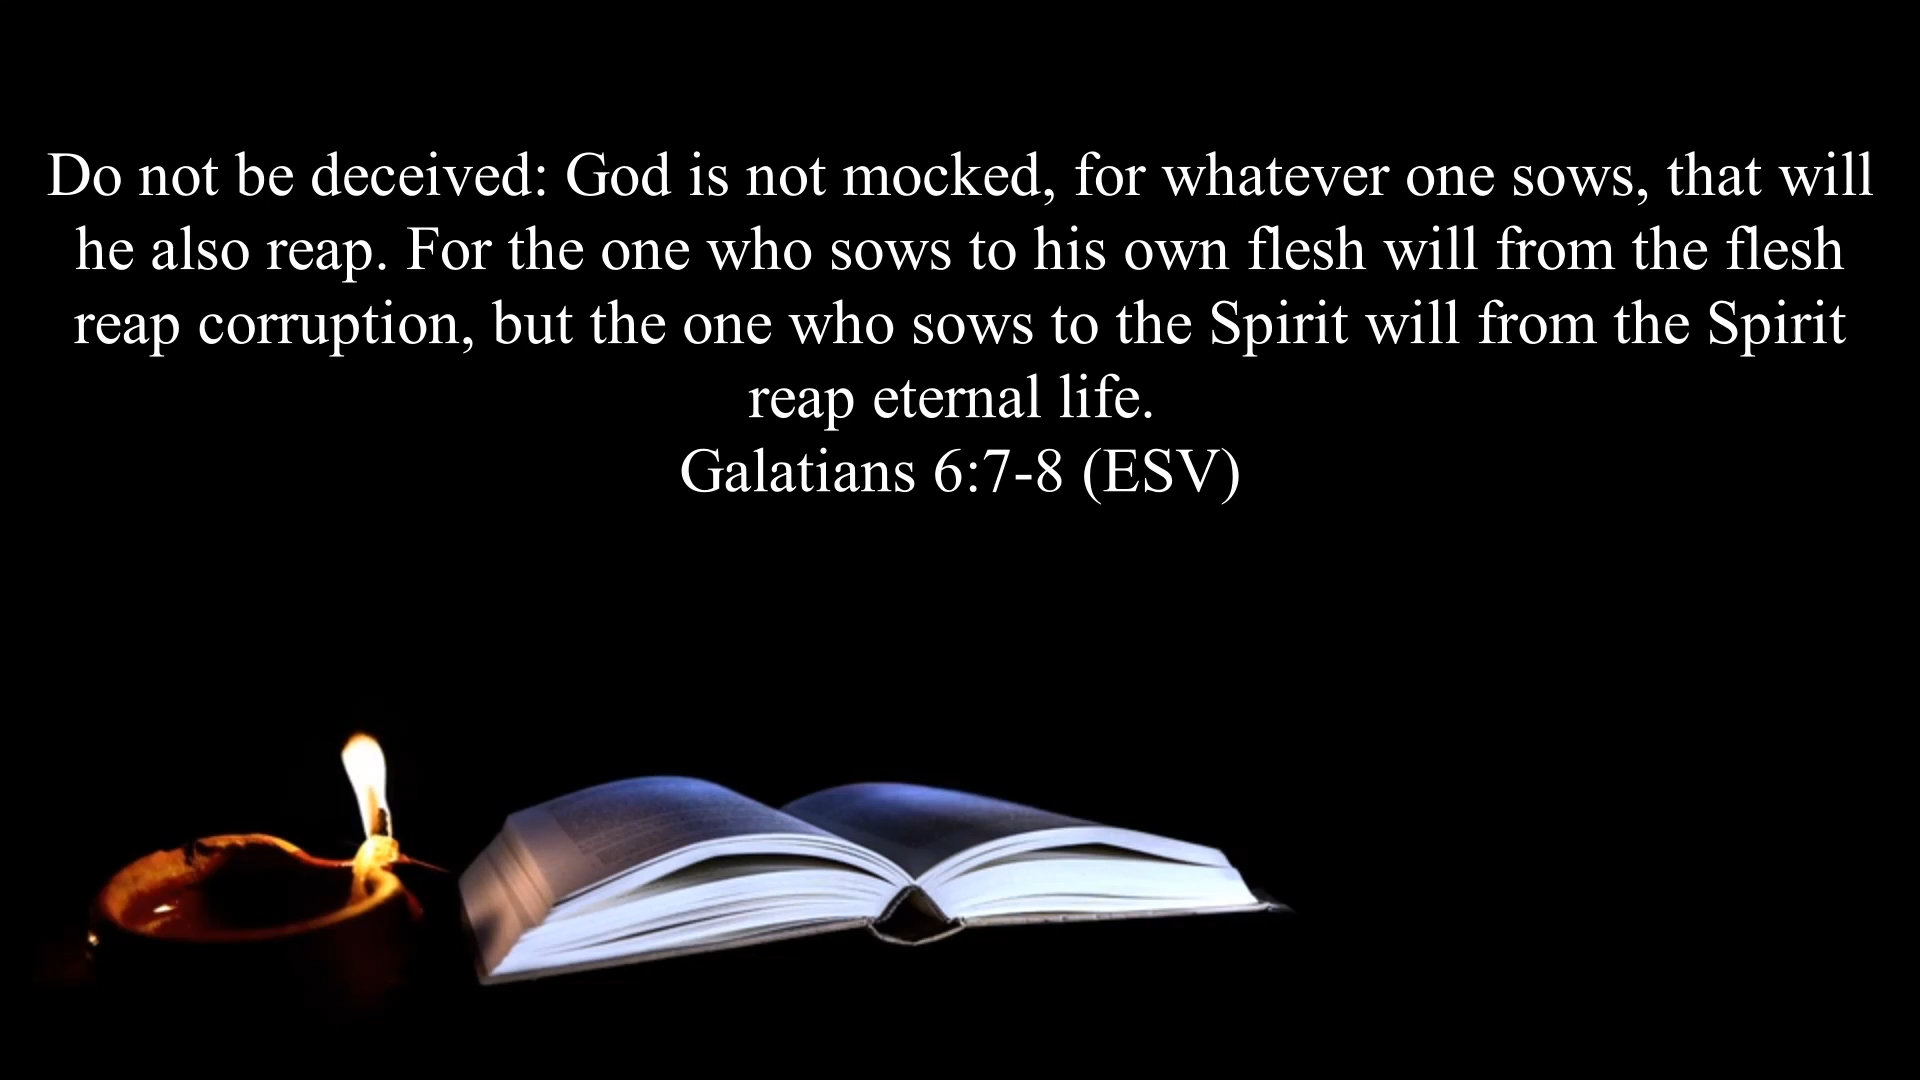 Do not be deceived: God is not mocked, for whatever one sows, that will
he also reap. For the one who sows to his own flesh will from the flesh
reap corruption, but the one who sows to the Spirit will from the Spirit
reap eternal life.
Galatians 6:7-8 (ESV)